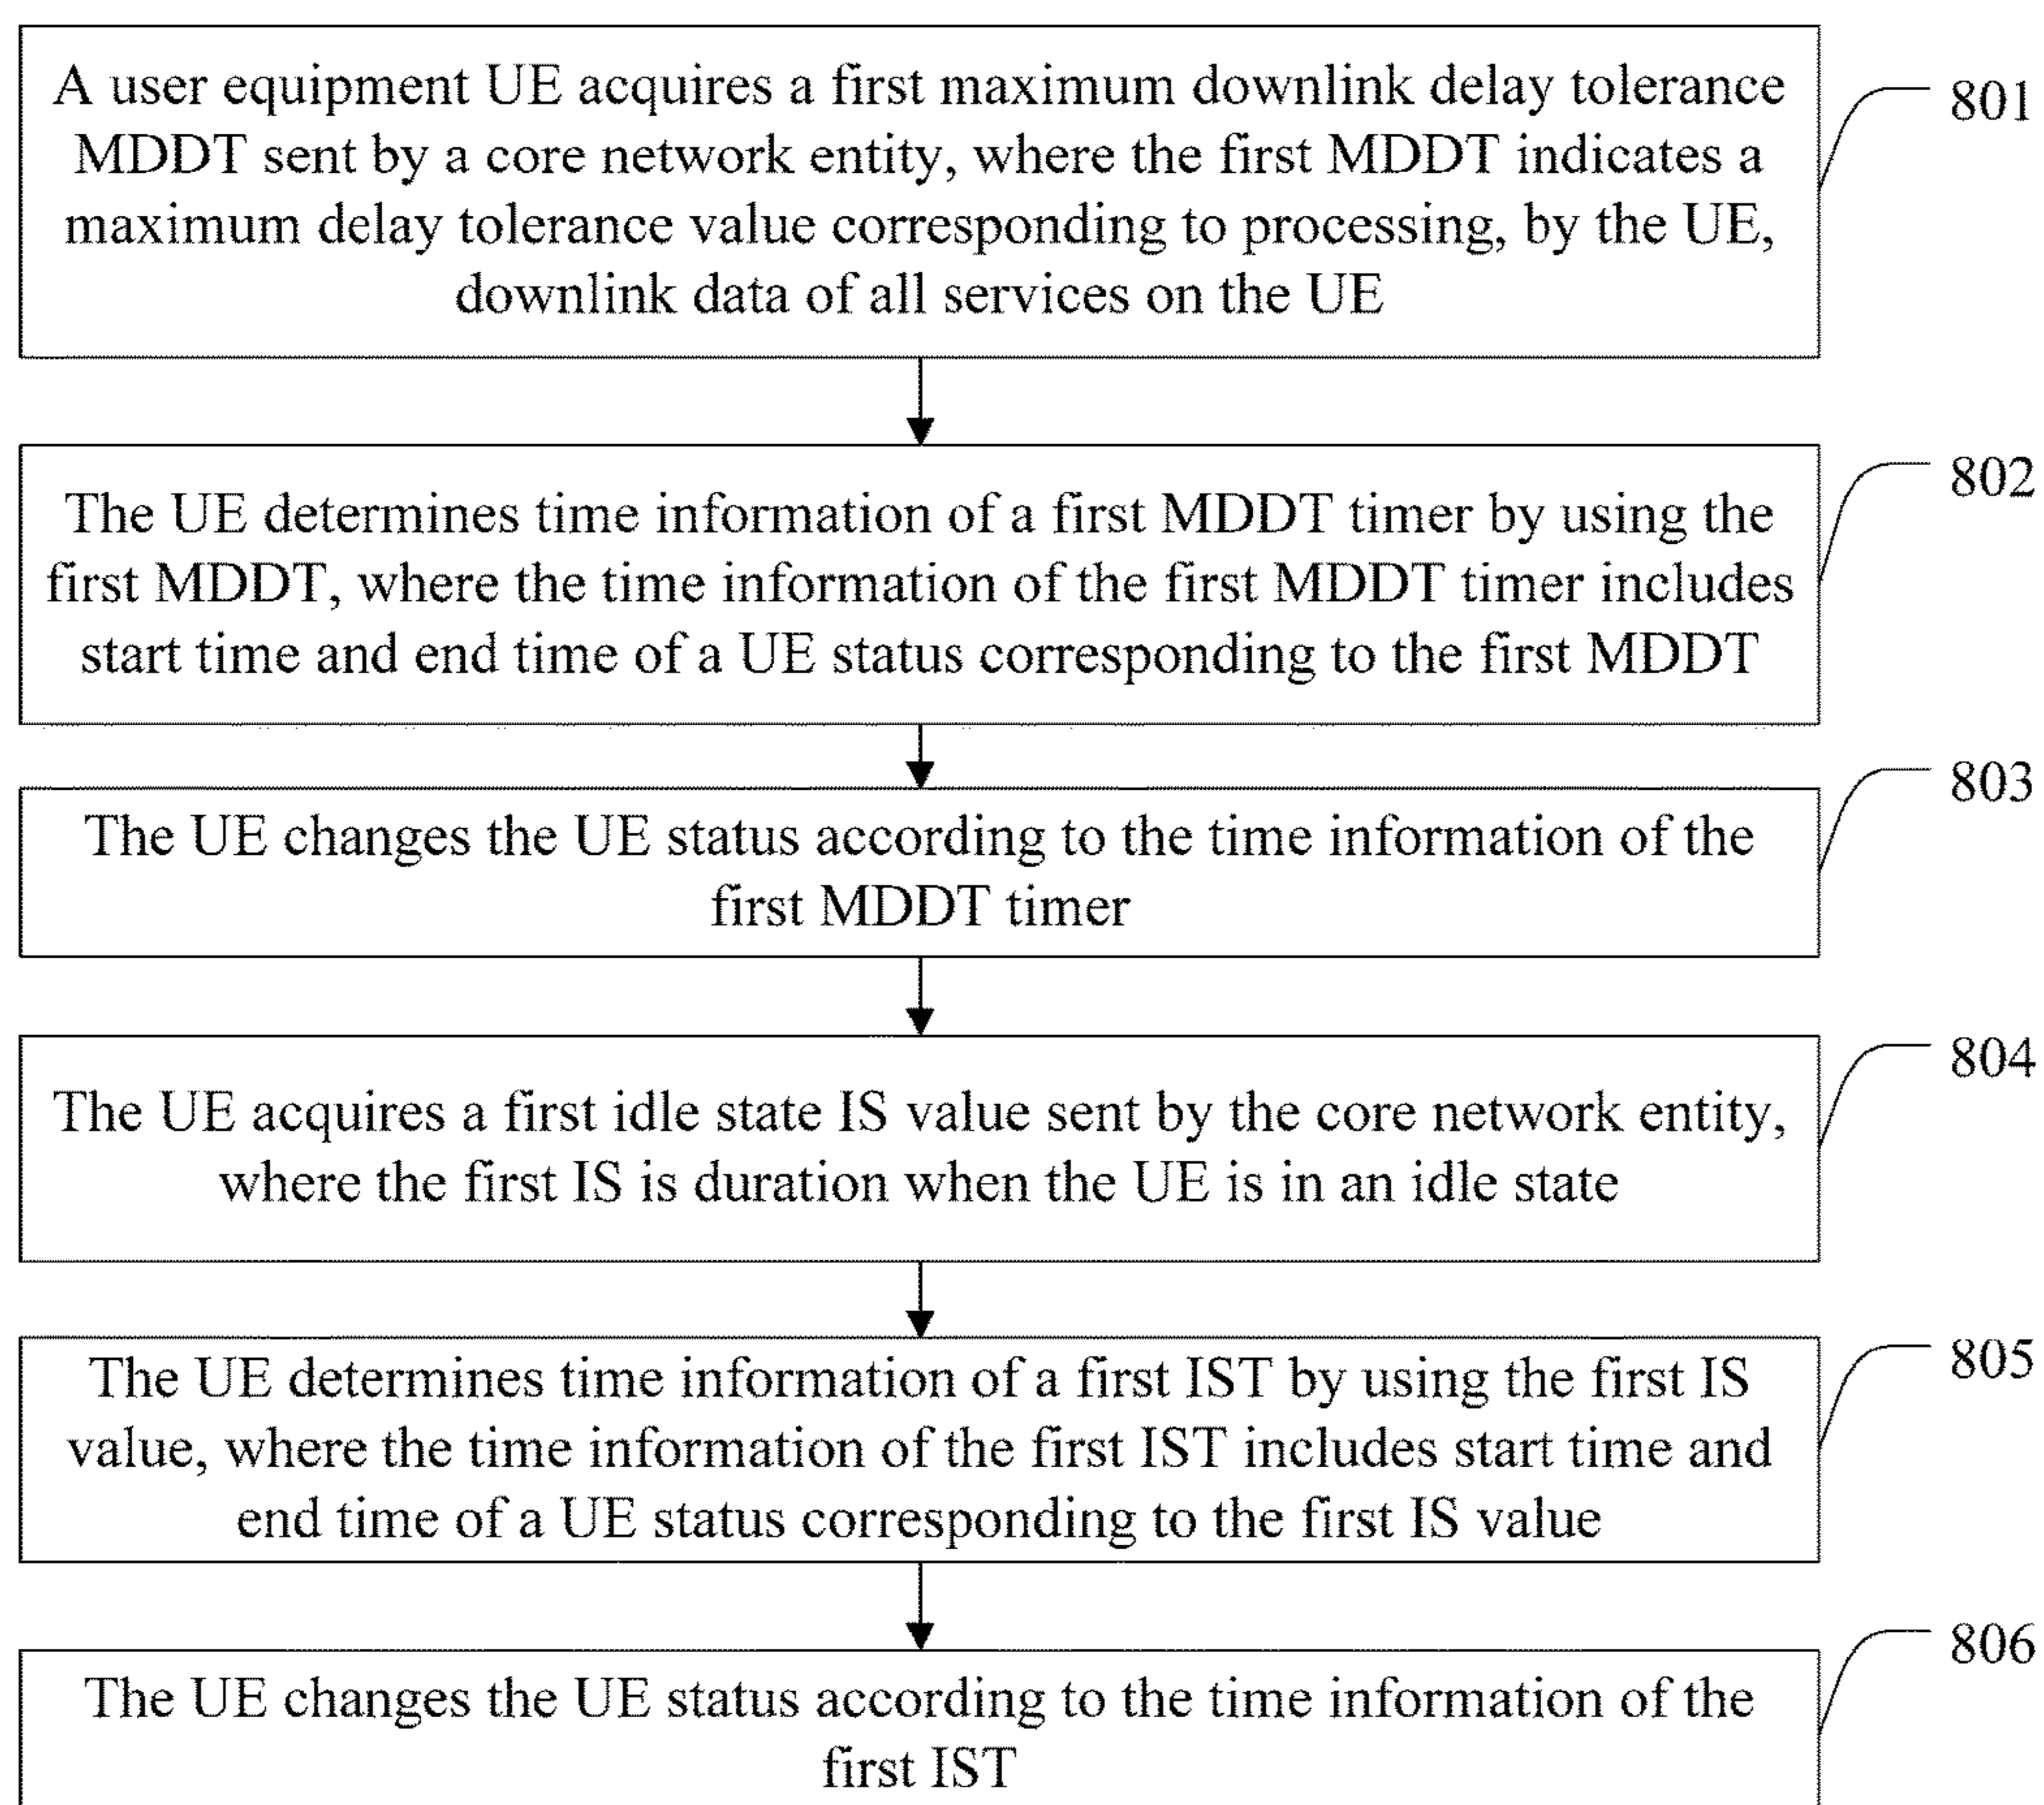 A user equipment UE acquires a first maximum downlink delay tolerance
MDDT sent by a core network entity, where the first MDDT indicates a
maximum delay tolerance value corresponding to processing, by the UE,
downlink data of all services on the UE
801
The UE determines time information of a first MDDT timer by using the
first MDDT, where the time information of the first MDDT timer includes
start time and end time of a UE status corresponding to the first MDDT
802
The UE changes the UE status according to the time information of the
first MDDT timer
803
The UE acquires a first idle state IS value sent by the core network entity,
where the first IS is duration when the UE is in an idle state
804
The UE determines time information of a first IST by using the first IS
value, where the time information of the first IST includes start time and
end time of a UE status corresponding to the first IS value
805
The UE changes the UE status according to the time information of the
first IST
806